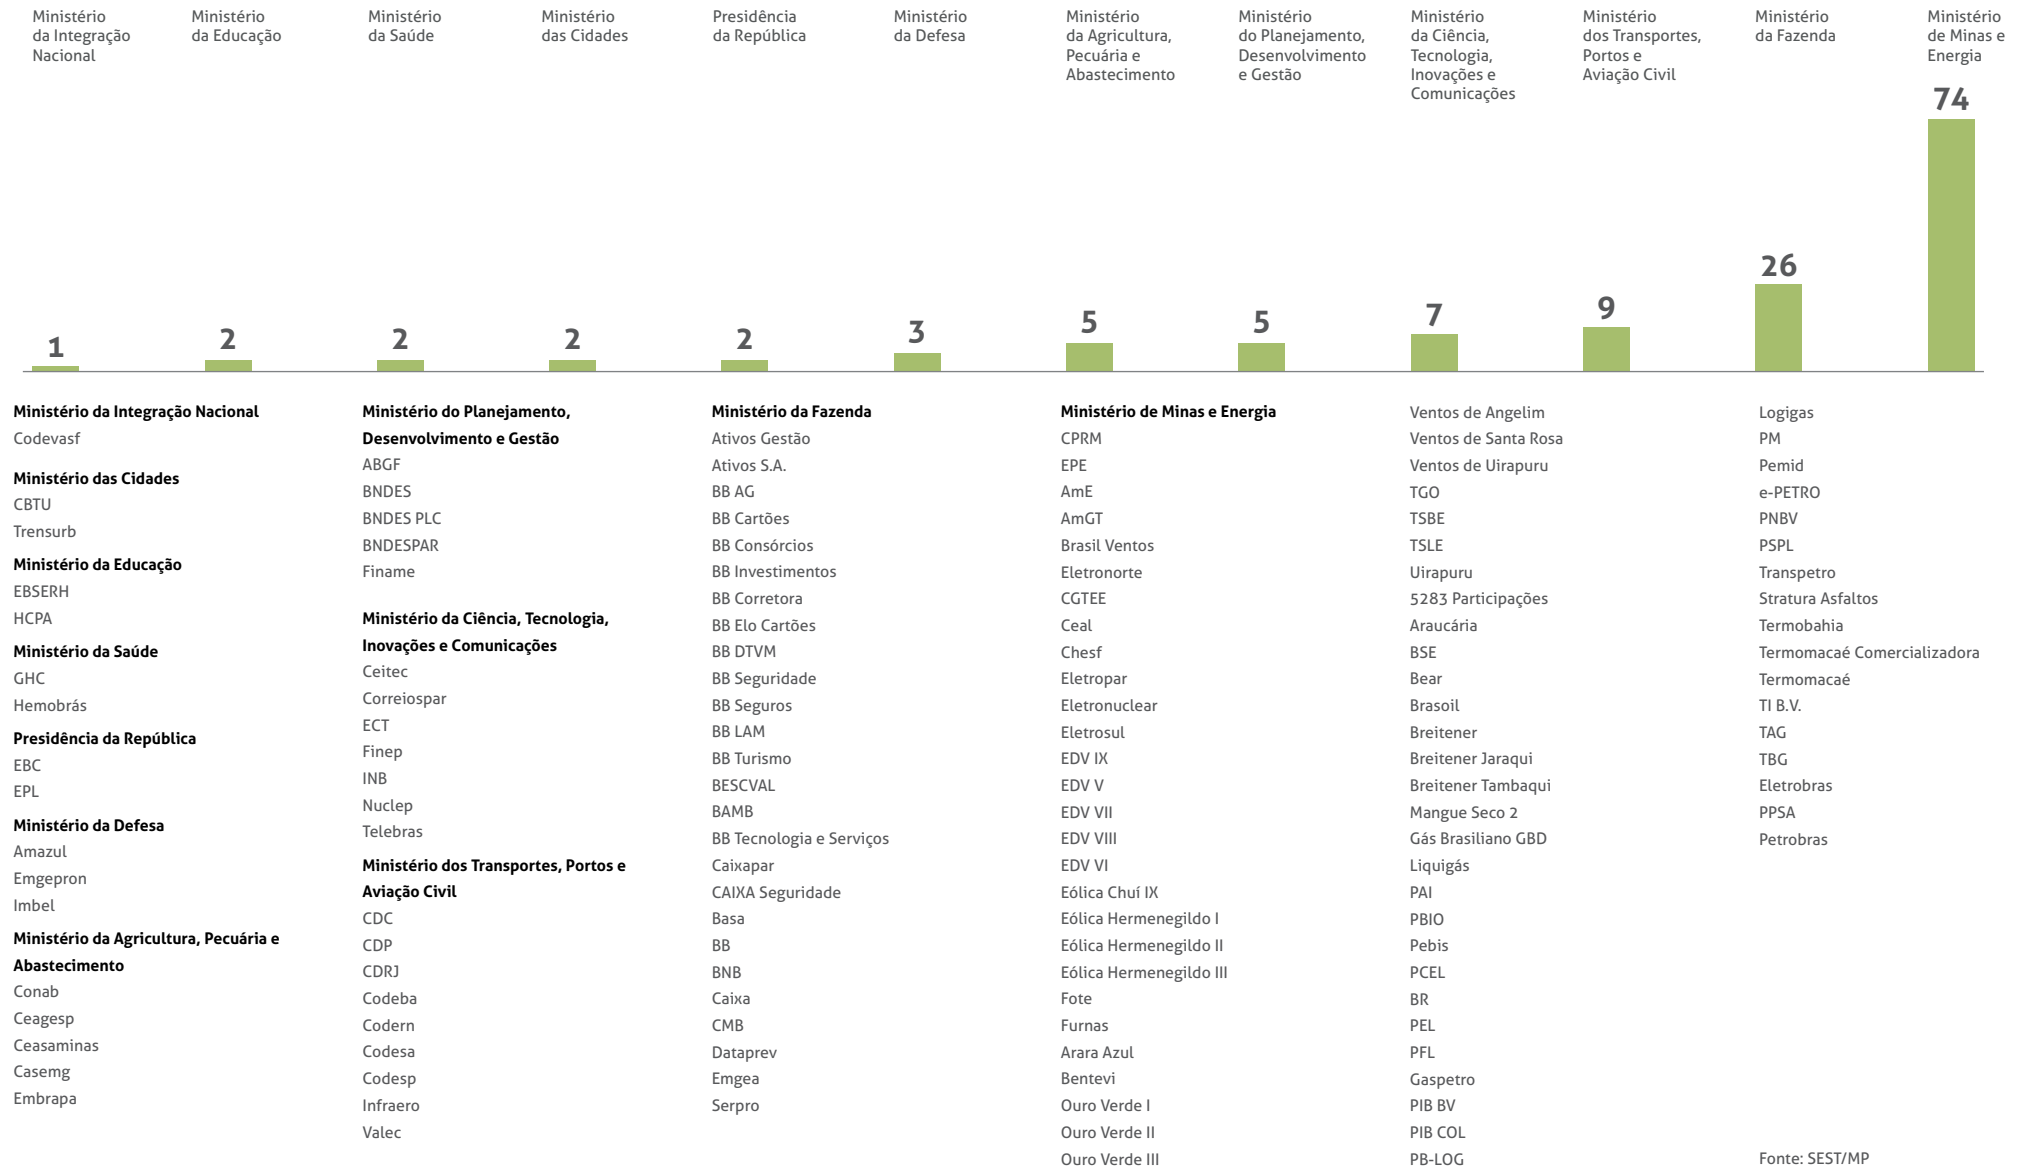 Ministério
da Integração
Nacional
Ministério
da Educação
Ministério
da Saúde
Ministério
das Cidades
Presidência
da República
Ministério
da Defesa
Ministério
da Agricultura,
Pecuária e
Abastecimento
Ministério
do Planejamento,
Desenvolvimento
e Gestão
Ministério
da Ciência,
Tecnologia,
Inovações e
Comunicações
Ministério
dos Transportes,
Portos e
Aviação Civil
Ministério
da Fazenda
Ministério
de Minas e
Energia
1
2
2
2
2
3
5
5
7
9
26
74
Ministério da Integração Nacional
Codevasf
Ministério das Cidades
CBTU
Trensurb
Ministério da Educação
EBSERH
HCPA
Ministério da Saúde
GHC
Hemobrás
Presidência da República
EBC
EPL
Ministério da Defesa
Amazul
Emgepron
Imbel
Ministério da Agricultura, Pecuária e
Abastecimento
Conab
Ceagesp
Ceasaminas
Casemg
Embrapa
Ministério do Planejamento,
Desenvolvimento e Gestão
ABGF
BNDES
BNDES PLC
BNDESPAR
Finame
Ministério da Ciência, Tecnologia,
Inovações e Comunicações
Ceitec
Correiospar
ECT
Finep
INB
Nuclep
Telebras
Ministério dos Transportes, Portos e
Aviação Civil
CDC
CDP
CDRJ
Codeba
Codern
Codesa
Codesp
Infraero
Valec
Ministério da Fazenda
Ativos Gestão
Ativos S.A.
BB AG
BB Cartões
BB Consórcios
BB Investimentos
BB Corretora
BB Elo Cartões
BB DTVM
BB Seguridade
BB Seguros
BB LAM
BB Turismo
BESCVAL
BAMB
BB Tecnologia e Serviços
Caixapar
CAIXA Seguridade
Basa
BB
BNB
Caixa
CMB
Dataprev
Emgea
Serpro
Ministério de Minas e Energia
CPRM
EPE
AmE
AmGT
Brasil Ventos
Eletronorte
CGTEE
Ceal
Chesf
Eletropar
Eletronuclear
Eletrosul
EDV IX
EDV V
EDV VII
EDV VIII
EDV VI
Eólica Chuí IX
Eólica Hermenegildo I
Eólica Hermenegildo II
Eólica Hermenegildo III
Fote
Furnas
Arara Azul
Bentevi
Ouro Verde I
Ouro Verde II
Ouro Verde III
Ventos de Angelim
Ventos de Santa Rosa
Ventos de Uirapuru
TGO
TSBE
TSLE
Uirapuru
5283 Participações
Araucária
BSE
Bear
Brasoil
Breitener
Breitener Jaraqui
Breitener Tambaqui
Mangue Seco 2
Gás Brasiliano GBD
Liquigás
PAI
PBIO
Pebis
PCEL
BR
PEL
PFL
Gaspetro
PIB BV
PIB COL
PB-LOG
Logigas
PM
Pemid
e-PETRO
PNBV
PSPL
Transpetro
Stratura Asfaltos
Termobahia
Termomacaé Comercializadora
Termomacaé
TI B.V.
TAG
TBG
Eletrobras
PPSA
Petrobras
Fonte: SEST/MP